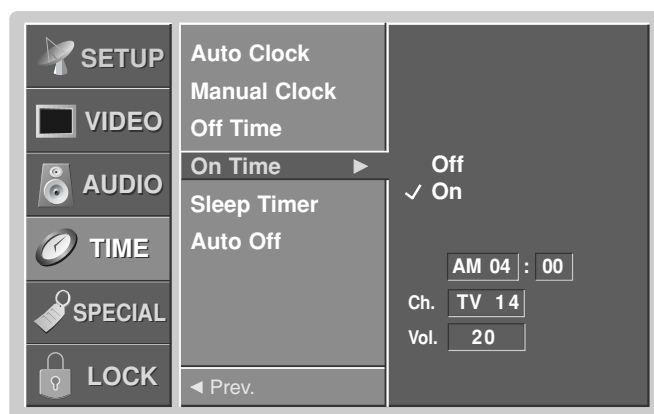 SETUP
VIDEO
AUDIO
TIME
SPECIAL
LOCK
Auto Clock
Manual Clock
Off Time
On Time ►
Sleep Timer
Auto Off
◄ Prev.
Off
✓ On
AM 04 : 00
Ch. TV 14
Vol. 20